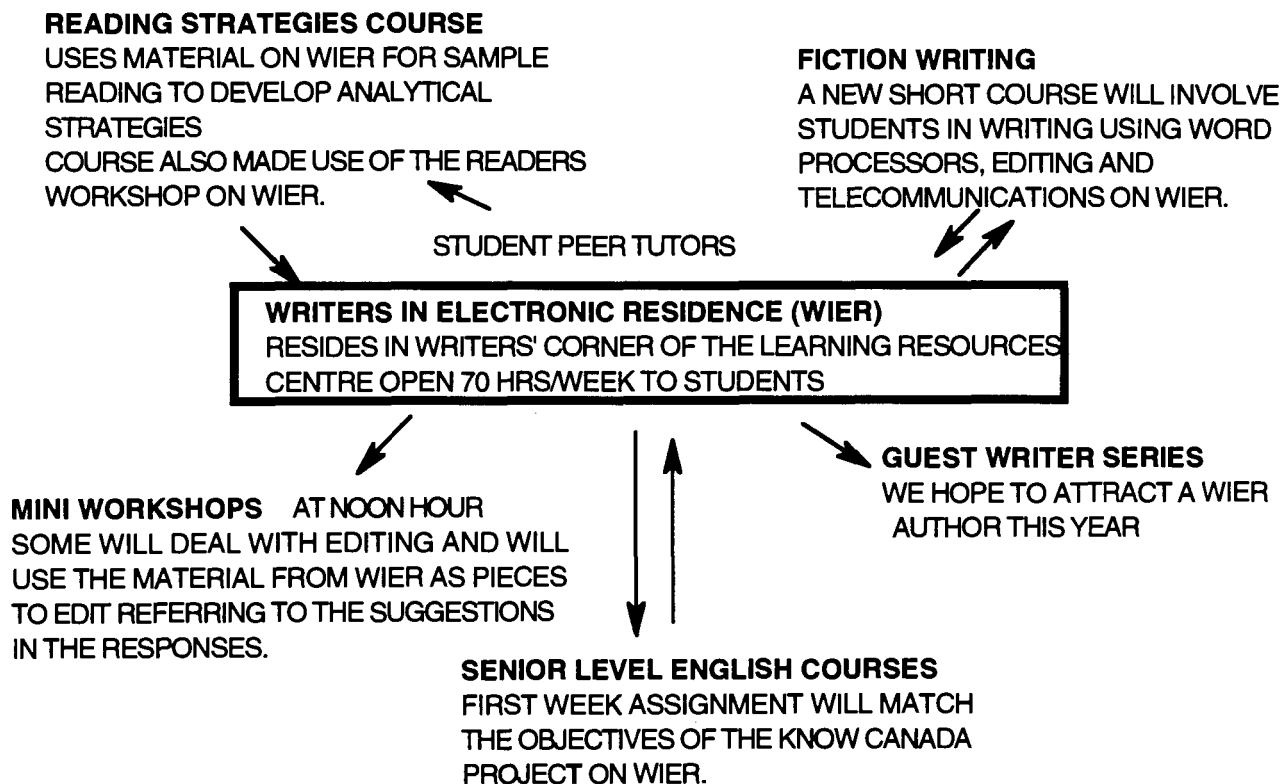 READING STRATEGIES COURSE
USES MATERIAL ON WIER FOR SAMPLE
READING TO DEVELOP ANALYTICAL
STRATEGIES
COURSE ALSO MADE USE OF THE READERS
WORKSHOP ON WIER.
FICTION WRITING
A NEW SHORT COURSE WILL INVOLVE
STUDENTS IN WRITING USING WORD
PROCESSORS, EDITING AND
TELECOMMUNICATIONS ON WIER.
STUDENT PEER TUTORS
WRITERS IN ELECTRONIC RESIDENCE (WIER)
RESIDES IN WRITERS' CORNER OF THE LEARNING RESOURCES
CENTRE OPEN 70 HRS/WEEK TO STUDENTS
GUEST WRITER SERIES
WE HOPE TO ATTRACT A WIER
AUTHOR THIS YEAR
MINI WORKSHOPS AT NOON HOUR
SOME WILL DEAL WITH EDITING AND WILL
USE THE MATERIAL FROM WIER AS PIECES
TO EDIT REFERRING TO THE SUGGESTIONS
IN THE RESPONSES.
SENIOR LEVEL ENGLISH COURSES
FIRST WEEK ASSIGNMENT WILL MATCH
THE OBJECTIVES OF THE KNOW CANADA
PROJECT ON WIER.